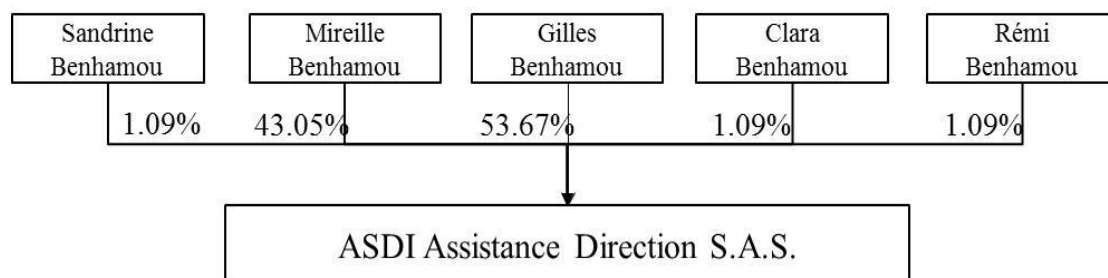 Sandrine
Benhamou
Mireille
Benhamou
Gilles
Benhamou
Clara
Benhamou
Rémi
Benhamou
1.09%
43.05%
53.67%
1.09%
1.09%
ASDI Assistance Direction S.A.S.